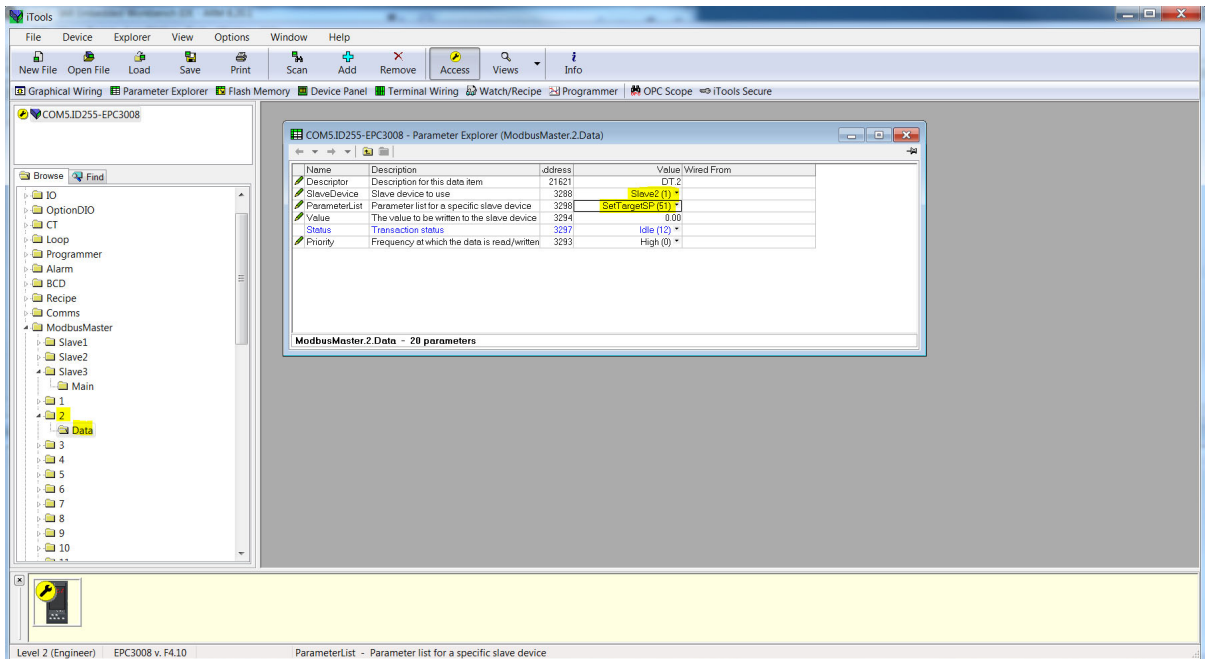 iTools
File Device Explorer View Options Window Help
New File Open File Load Save Print Scan Add Remove Access Views Info
Graphical Wiring Parameter Explorer Flash Memory Device Panel Terminal Wiring Watch/Recipe Programmer OPC Scope iTools Secure
COM5.ID255-EPC3008
COM5.ID255-EPC3008 - Parameter Explorer (ModbusMaster.2.Data)
Name Description ddress Value Wired From
Descriptor Description for this data item 21621 DT.2
SlaveDevice Slave device to use 3288 Slave2 (1)
ParameterList Parameter list for a specific slave device 3298 SetTargetSP (51)
Value The value to be written to the slave device 3294 0.00
Status Transaction status 3297 Idle (12)
Priority Frequency at which the data is read/written 3293 High (0)
ModbusMaster.2.Data - 20 parameters
Browse Find
IO
OptionDIO
CT
Loop
Programmer
Alarm
BCD
Recipe
Comms
ModbusMaster
Slave1
Slave2
Slave3
Main
1
2
Data
3
4
5
6
7
8
9
10
Level 2 (Engineer) EPC3008 v. F4.10 ParameterList - Parameter list for a specific slave device